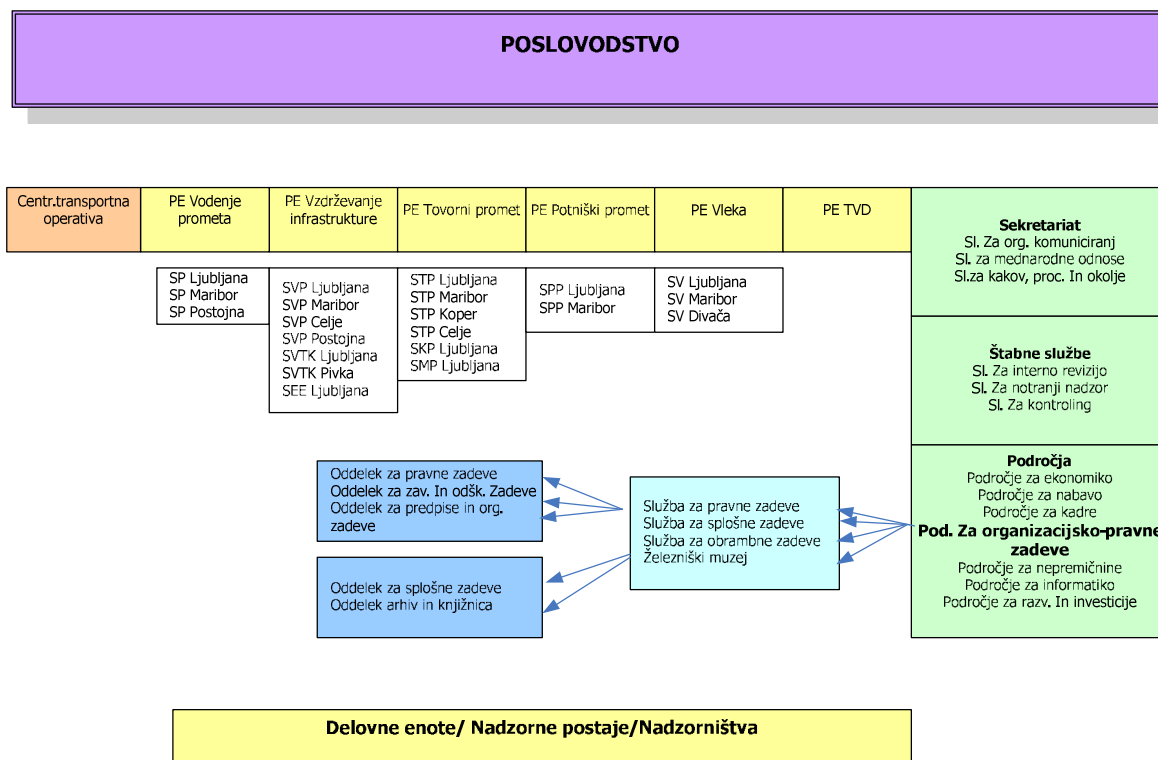 POSLOVODSTVO
Centr.transportna
operativa
PE Vodenje
prometa
PE Vzdrževanje
infrastrukture
PE Tovorni promet
PE Potniški promet
PE Vleka
PE TVD
SP Ljubljana
SP Maribor
SP Postojna
SVP Ljubljana
SVP Maribor
SVP Celje
SVP Postojna
SVTK Ljubljana
SVTK Pivka
SEE Ljubljana
STP Ljubljana
STP Maribor
STP Koper
STP Celje
SKP Ljubljana
SMP Ljubljana
SPP Ljubljana
SPP Maribor
SV Ljubljana
SV Maribor
SV Divača
Sekretariat
Sl. Za org. komuniciranj
Sl. za mednarodne odnose
Sl.za kakov, proc. In okolje
Štabne službe
Sl. Za interno revizijo
Sl. Za notranji nadzor
Sl. Za kontroling
Področja
Področje za ekonomiko
Področje za nabavo
Področje za kadre
Pod. Za organizacijsko-pravne
zadeve
Področje za nepremičnine
Področje za informatiko
Področje za razv. In investicije
Služba za pravne zadeve
Služba za splošne zadeve
Služba za obrambne zadeve
Železniški muzej
Oddelek za pravne zadeve
Oddelek za zav. In odšk. Zadeve
Oddelek za predpise in org.
zadeve
Oddelek za splošne zadeve
Oddelek arhiv in knjižnica
Delovne enote/ Nadzorne postaje/Nadzorništva